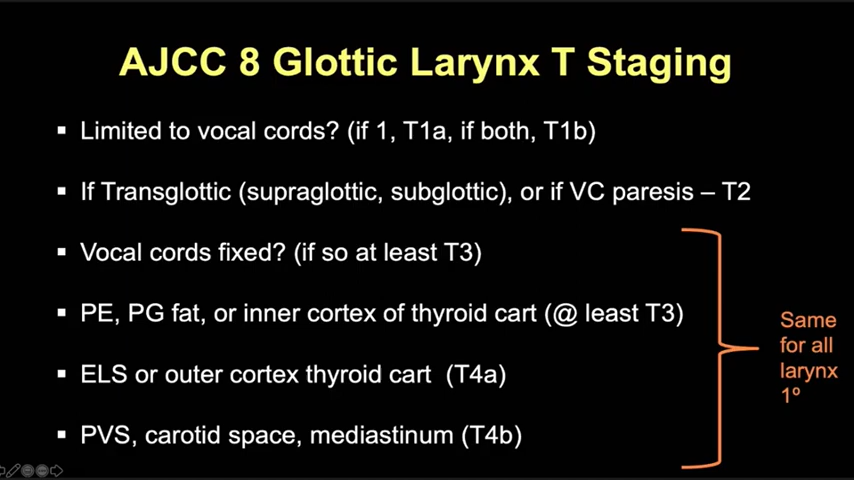 AJCC 8 Glottic Larynx T Staging
▪ Limited to vocal cords? (if 1, T1a, if both, T1b)
▪ If Transglottic (supraglottic, subglottic), or if VC paresis – T2
▪ Vocal cords fixed? (if so at least T3)
▪ PE, PG fat, or inner cortex of thyroid cart (@ least T3)
▪ ELS or outer cortex thyroid cart (T4a)
▪ PVS, carotid space, mediastinum (T4b)
Same
for all
larynx
1º